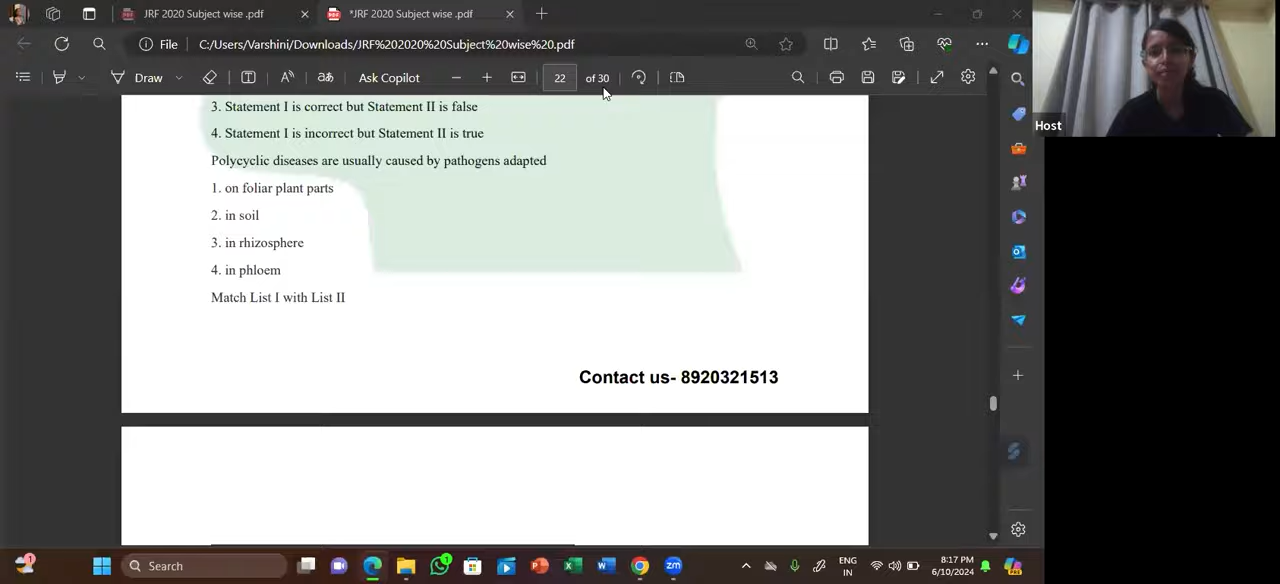 JRF 2020 Subject wise .pdf
*JRF 2020 Subject wise .pdf
File
C:/Users/Varshini/Downloads/JRF%202020%20Subject%20wise%20.pdf
Draw
Ask Copilot
22
of 30
3. Statement I is correct but Statement II is false
4. Statement I is incorrect but Statement II is true
Polycyclic diseases are usually caused by pathogens adapted
1. on foliar plant parts
2. in soil
3. in rhizosphere
4. in phloem
Match List I with List II
Contact us- 8920321513
Host
Search
ENG
IN
8:17 PM
6/10/2024